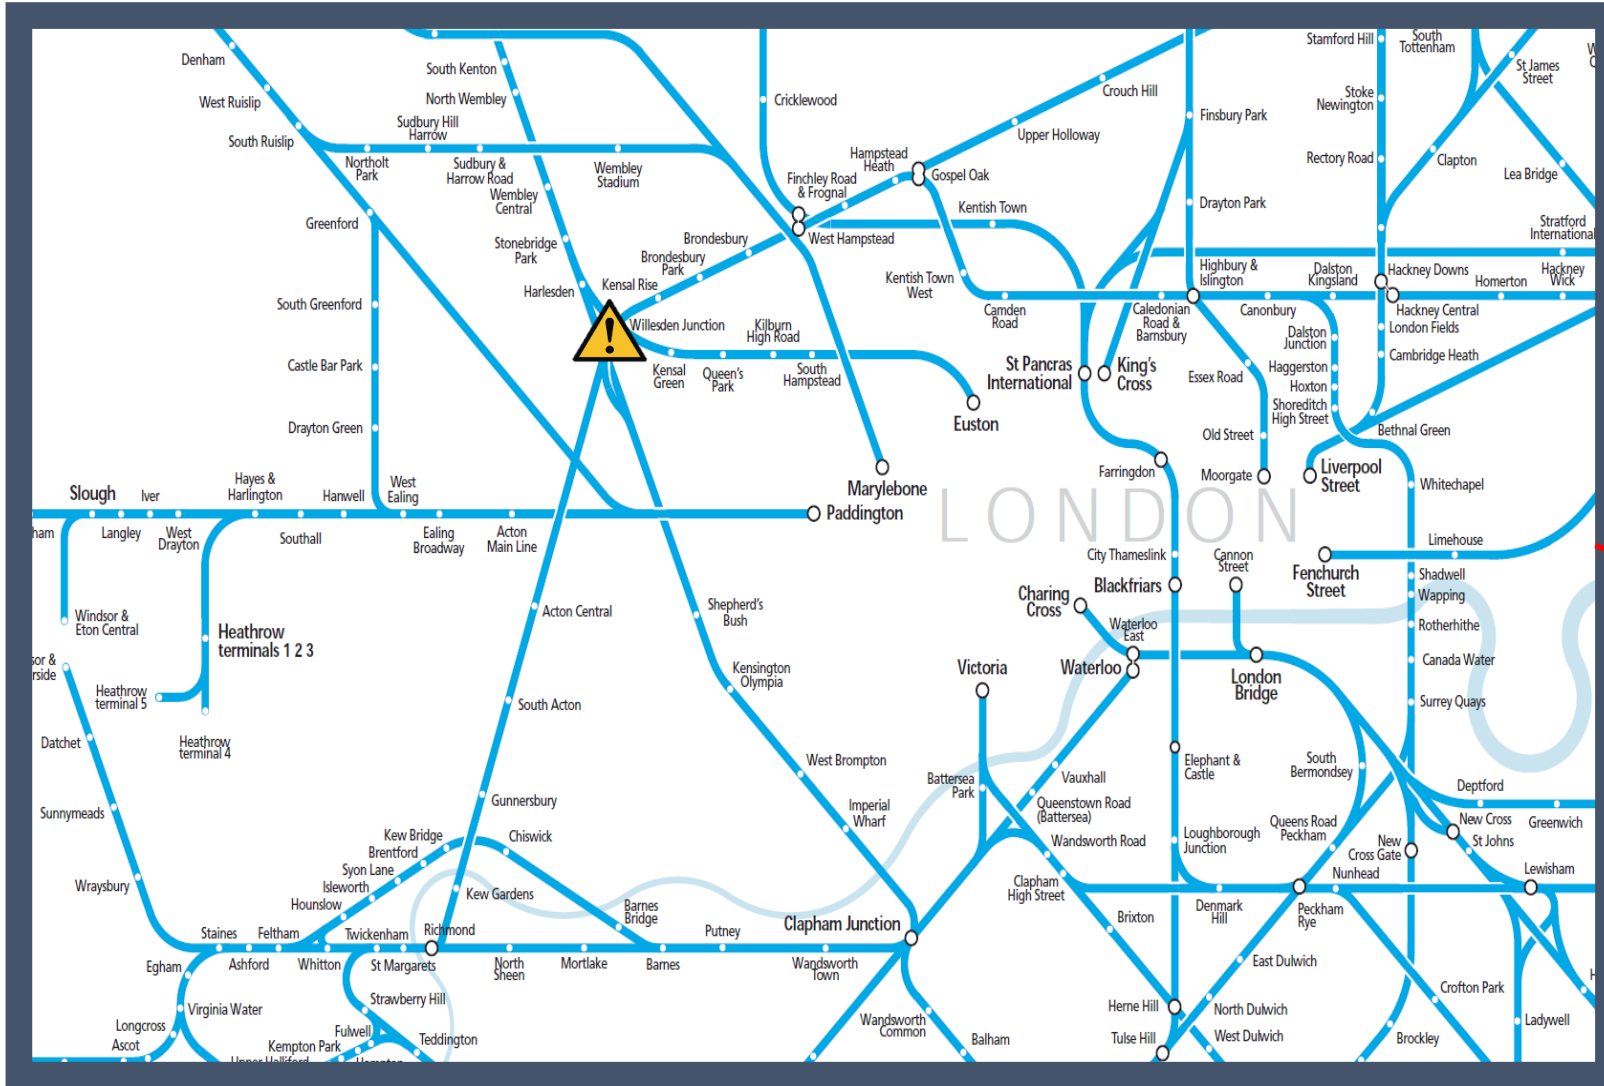 Denham
West Ruislip
South Ruislip
South Kenton
North Wembley
Sudbury Hill
Harrow
Northolt
Park
Sudbury &
Harrow Road
Wembley
Central
Wembley
Stadium
Stonebridge
Park
Harlesden
Greenford
South Greenford
Castle Bar Park
Drayton Green
Cricklewood
Hampstead
Heath
Finchley Road
& Frognal
Gospel Oak
West Hampstead
Brondesbury
Brondesbury
Park
Kensal Rise
Willesden Junction
!
Kilburn
High Road
Kensal
Green
Queen's
Park
South
Hampstead
Euston
Marylebone
Paddington
Crouch Hill
Upper Holloway
Kentish Town
Kentish Town
West
Camden
Road
Caledonian
Road &
Barnsbury
Finsbury Park
Drayton Park
Highbury &
Islington
Canonbury
Dalston
Kingsland
Stamford Hill
South
Tottenham
St James
Street
Stoke
Newington
Rectory Road
Clapton
Lea Bridge
Stratford
International
Hackney Downs
Homerton
Hackney
Wick
Hackney Central
London Fields
Cambridge Heath
Dalston
Junction
Haggerston
Hoxton
Shoreditch
High Street
Bethnal Green
St Pancras
International
King's
Cross
Essex Road
Old Street
Moorgate
Liverpool
Street
Farringdon
Whitechapel
LONDON
Slough
Iver
Hayes &
Harlington
Hanwell
West
Ealing
ham
Langley
West
Drayton
Southall
Ealing
Broadway
Acton
Main Line
Windsor &
Eton Central
sor &
rside
Heathrow
terminals 1 2 3
Heathrow
terminal 5
Heathrow
terminal 4
Datchet
Sunnymeads
Wraysbury
Acton Central
South Acton
Gunnersbury
Shepherd's
Bush
Kensington
Olympia
West Brompton
Imperial
Wharf
City Thameslink
Blackfriars
Cannon
Street
Charing
Cross
Waterloo
East
Waterloo
London
Bridge
Victoria
Fenchurch
Street
Limehouse
Shadwell
Wapping
Rotherhithe
Canada Water
Surrey Quays
Battersea
Park
Vauxhall
Queenstown Road
(Battersea)
Wandsworth Road
Clapham
High Street
Elephant &
Castle
Loughborough
Junction
South
Bermondsey
Queens Road
Peckham
Deptford
New Cross
Greenwich
St Johns
New
Cross Gate
Lewisham
Nunhead
Peckham
Rye
Denmark
Hill
Brixton
East Dulwich
North Dulwich
West Dulwich
Herne Hill
Tulse Hill
Crofton Park
Ladywell
Brockley
H
Kew Bridge
Brentford
Syon Lane
Isleworth
Hounslow
Chiswick
Kew Gardens
Barnes
Bridge
Putney
Clapham Junction
Staines
Feltham
Twickenham
Richmond
Egham
Ashford
Whitton
St Margarets
North
Sheen
Mortlake
Barnes
Wandsworth
Town
Virginia Water
Longcross
Ascot
Strawberry Hill
Fulwell
Kempton Park
Teddington
Upper Halliford
Hampton
Wandsworth
Common
Balham